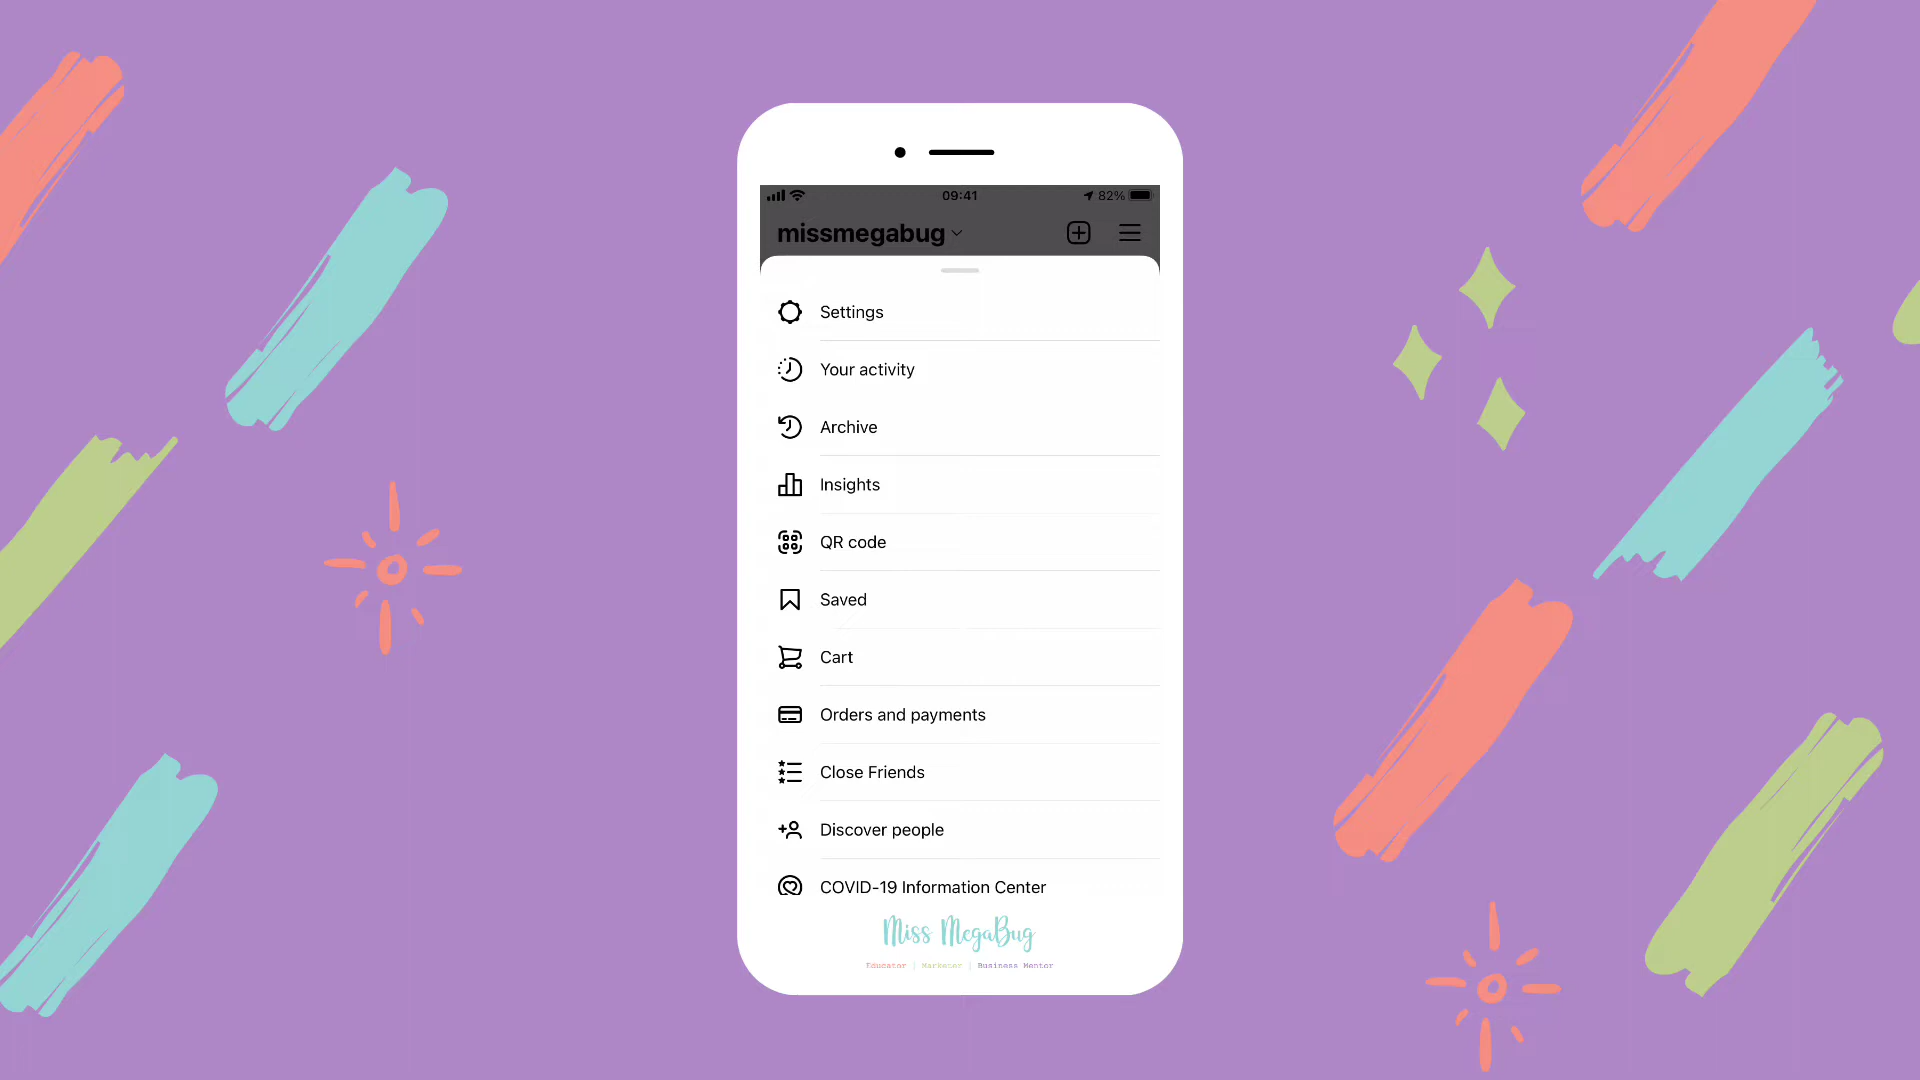 09:41
82%
missmegabug
Settings
Your activity
Archive
Insights
QR code
Saved
Cart
Orders and payments
Close Friends
Discover people
COVID-19 Information Center
Miss MegaBug
Educator | Marketer | Business Mentor